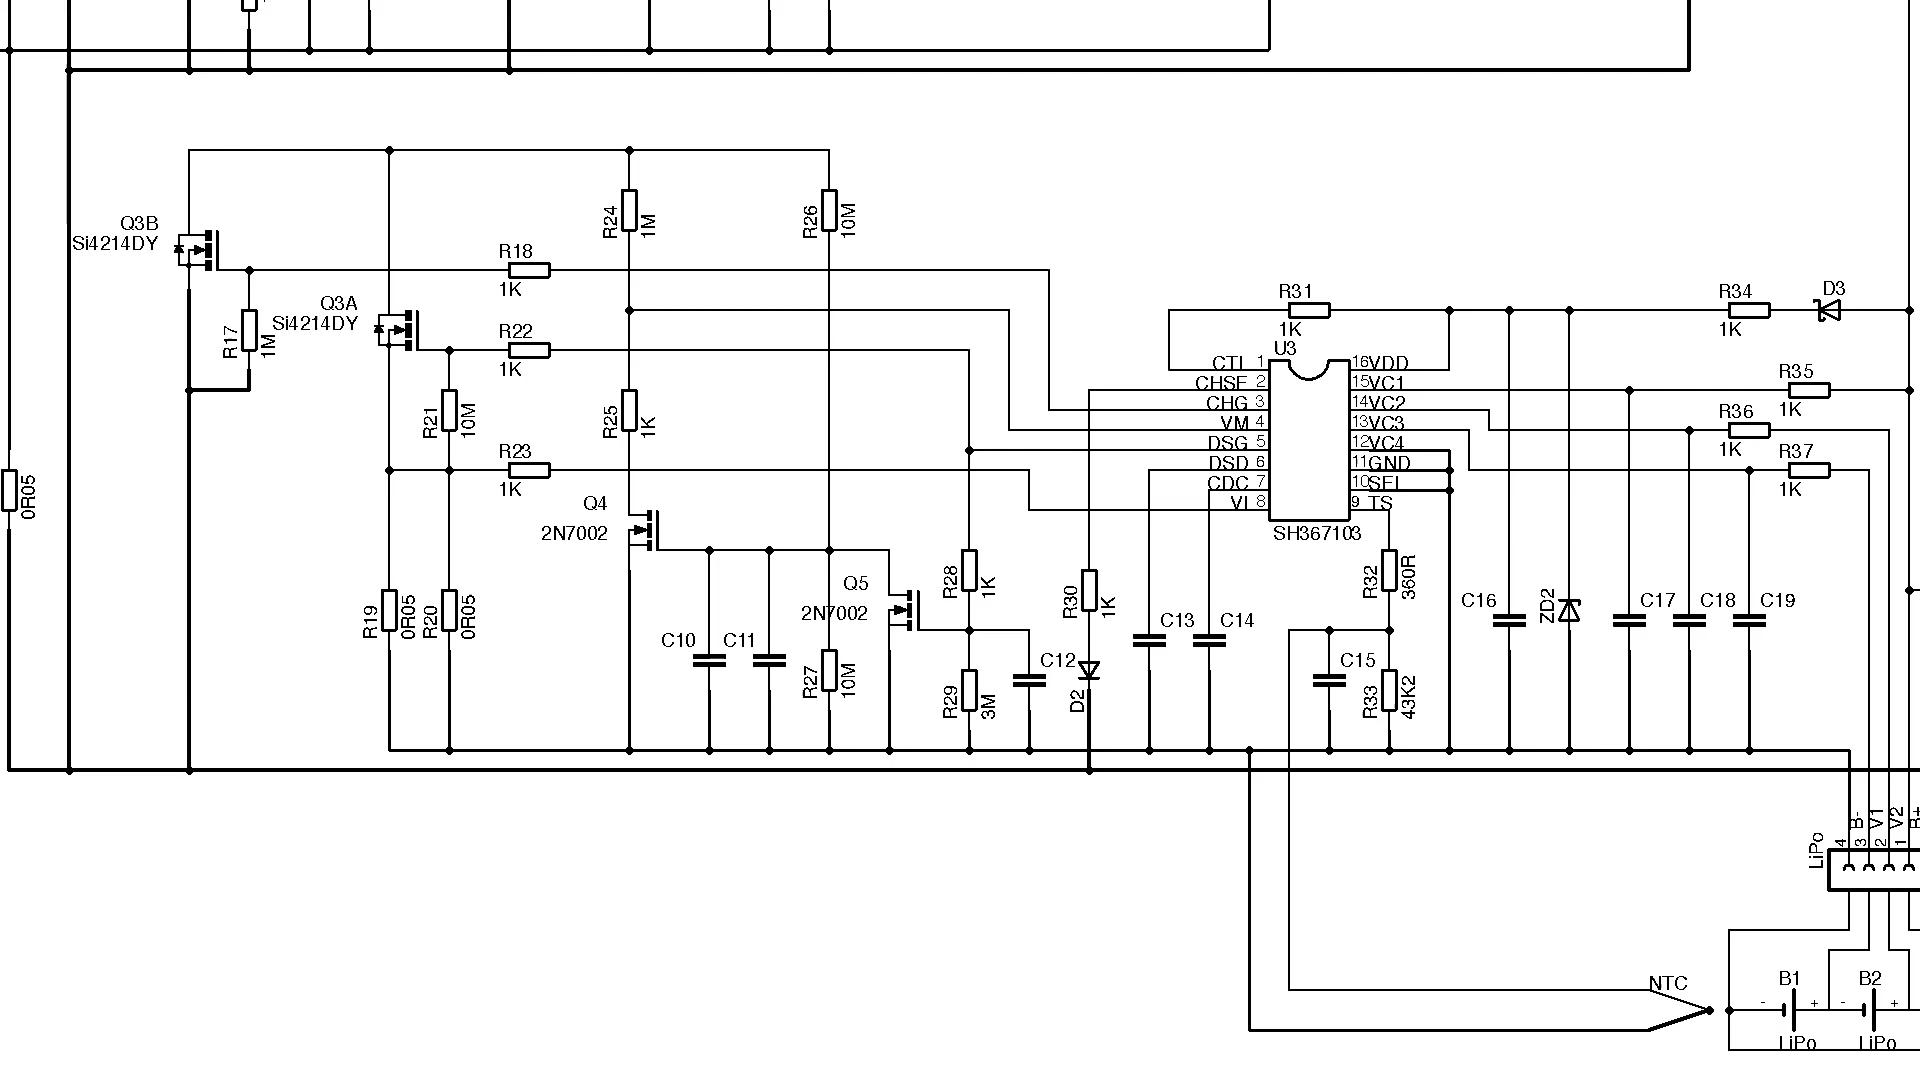 Q3B
Si4214DY
R17
1M
0R05
Q3A
Si4214DY
R18
1K
R22
1K
R21
10M
R23
1K
R24
1M
R25
1K
R26
10M
Q4
2N7002
Q5
2N7002
R19
0R05
R20
0R05
C10
C11
R27
10M
R28
1K
R29
3M
C12
R30
1K
D2
C13
C14
R31
1K
U3
CTL 1
CHSE 2
CHG 3
VM 4
DSG 5
DSD 6
CDC 7
VI 8
16 VDD
15 VC1
14 VC2
13 VC3
12 VC4
11 GND
10 SEL
9 TS
SH367103
R32
360R
C15
R33
43K2
C16
ZD2
C17
C18
C19
R34
1K
D3
R35
1K
R36
1K
R37
1K
B-
V1
V2
4
3
2
1
LiPo
NTC
B1
- +
LiPo
B2
- +
LiPo